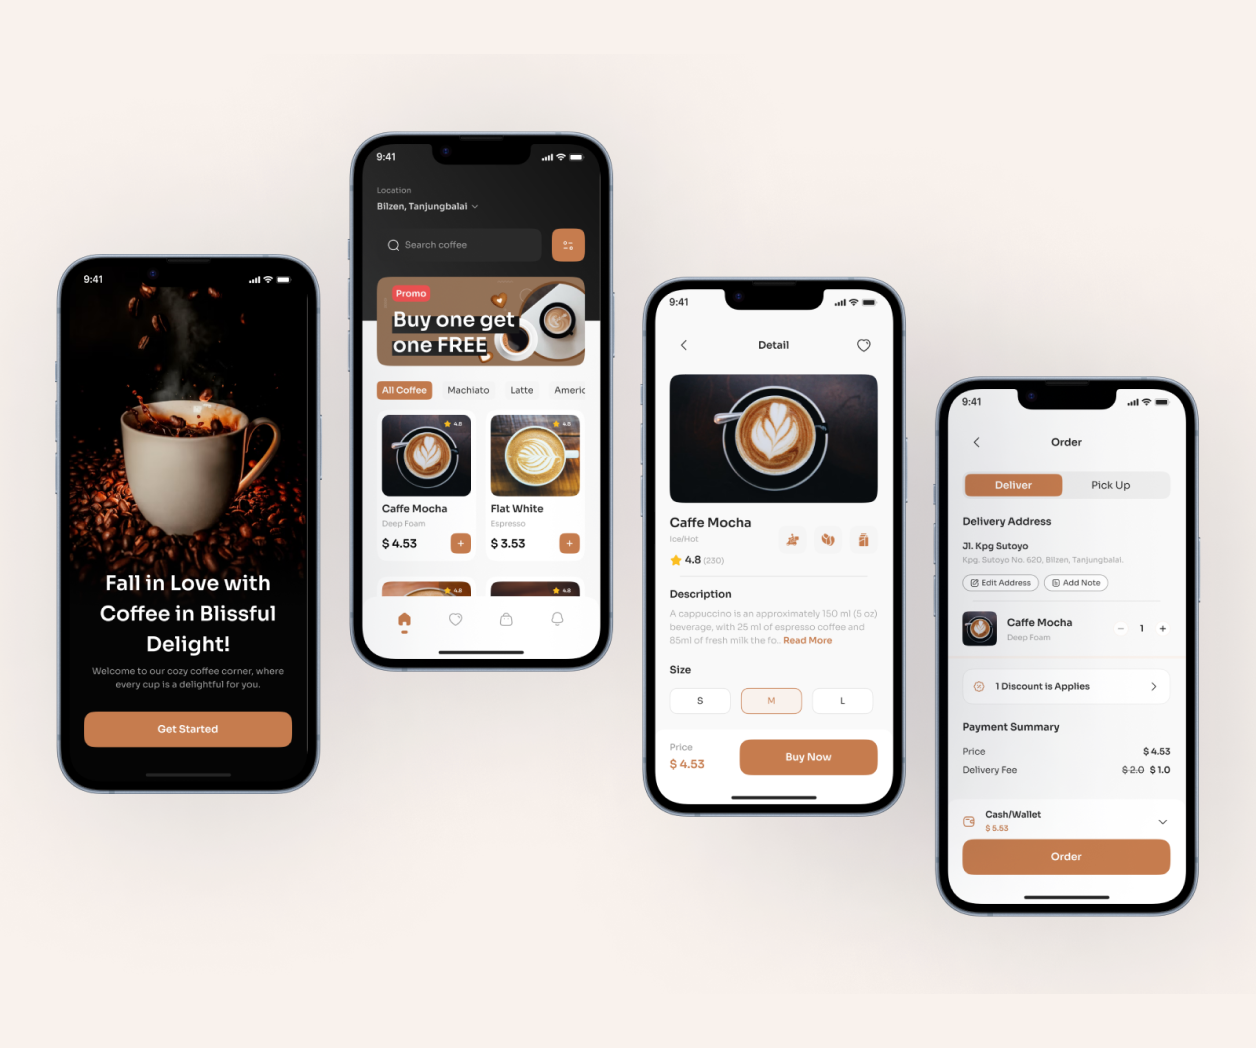 9:41
Fall in Love with
Coffee in Blissful
Delight!
Welcome to our cozy coffee corner, where
every cup is a delightful for you.
Get Started
9:41
Location
Bilzen, Tanjungbalai
Search coffee
Promo
Buy one get
one FREE
All Coffee Machiato Latte Americ
4.8 4.8
Caffe Mocha Flat White
Deep Foam Espresso
$ 4.53 $ 3.53
4.8 4.8
9:41
Detail
Caffe Mocha
Ice/Hot
4.8 (230)
Description
A cappuccino is an approximately 150 ml (5 oz)
beverage, with 25 ml of espresso coffee and
85ml of fresh milk the fo.. Read More
Size
S M L
Price
$ 4.53
Buy Now
9:41
Order
Deliver Pick Up
Delivery Address
Jl. Kpg Sutoyo
Kpg. Sutoyo No. 620, Bilzen, Tanjungbalai.
Edit Address Add Note
Caffe Mocha
Deep Foam
1
1 Discount is Applies
Payment Summary
Price $ 4.53
Delivery Fee $ 2.0 $ 1.0
Cash/Wallet
$ 5.53
Order